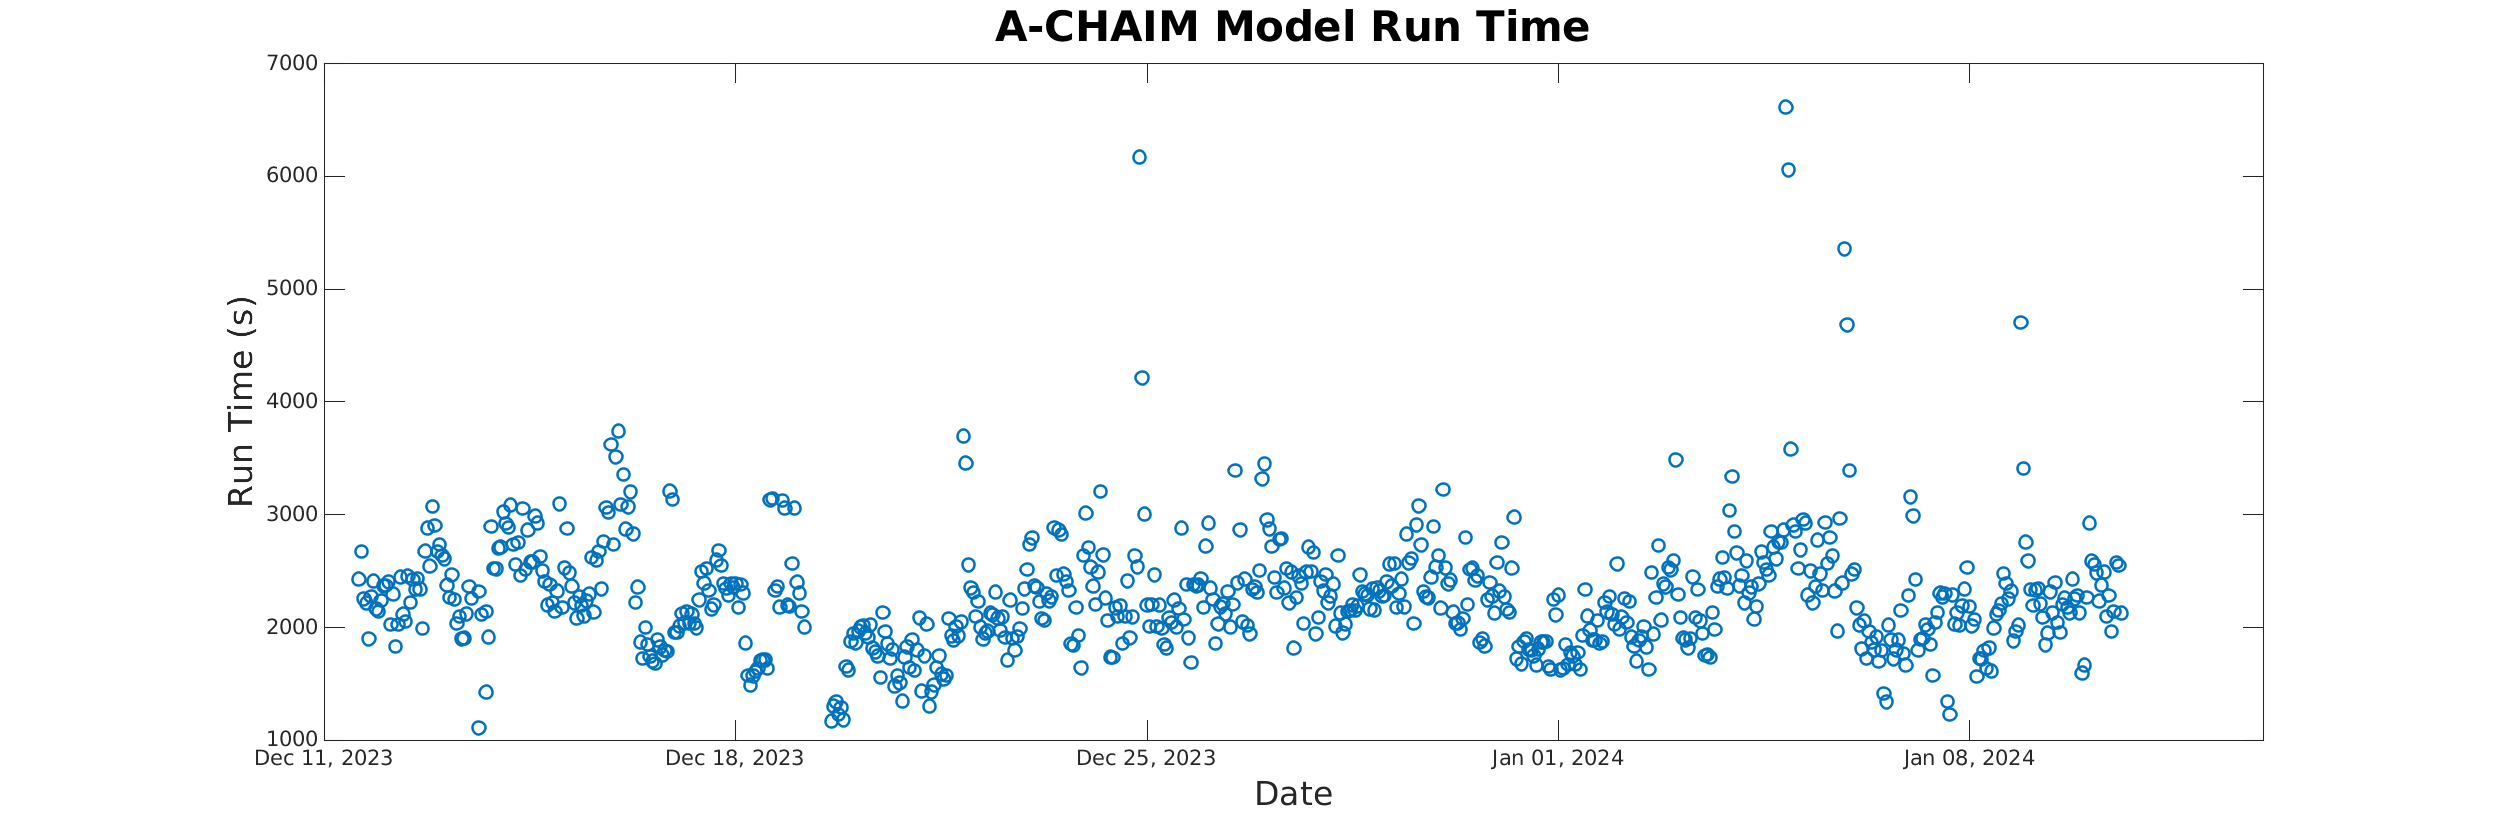 A-CHAIM Model Run Time
7000
6000
5000
4000
3000
2000
1000
Run Time (s)
Dec 11, 2023
Dec 18, 2023
Dec 25, 2023
Jan 01, 2024
Jan 08, 2024
Date